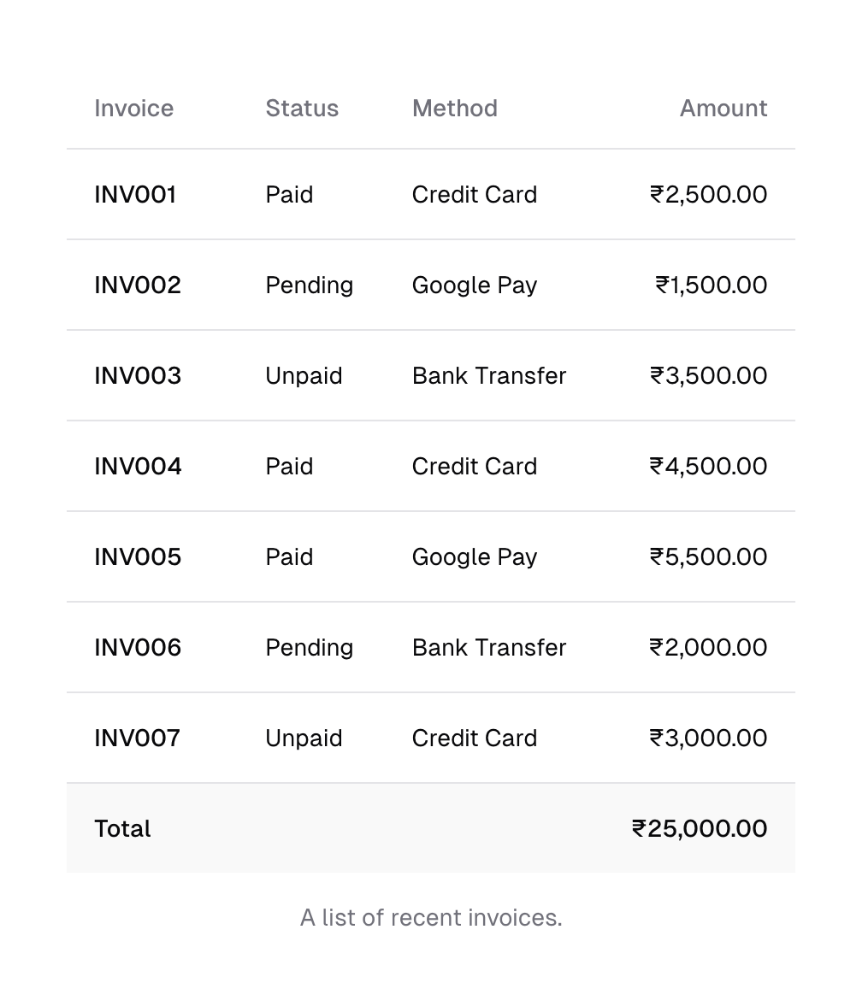 Invoice Status Method Amount
INV001 Paid Credit Card ₹2,500.00
INV002 Pending Google Pay ₹1,500.00
INV003 Unpaid Bank Transfer ₹3,500.00
INV004 Paid Credit Card ₹4,500.00
INV005 Paid Google Pay ₹5,500.00
INV006 Pending Bank Transfer ₹2,000.00
INV007 Unpaid Credit Card ₹3,000.00
Total ₹25,000.00
A list of recent invoices.